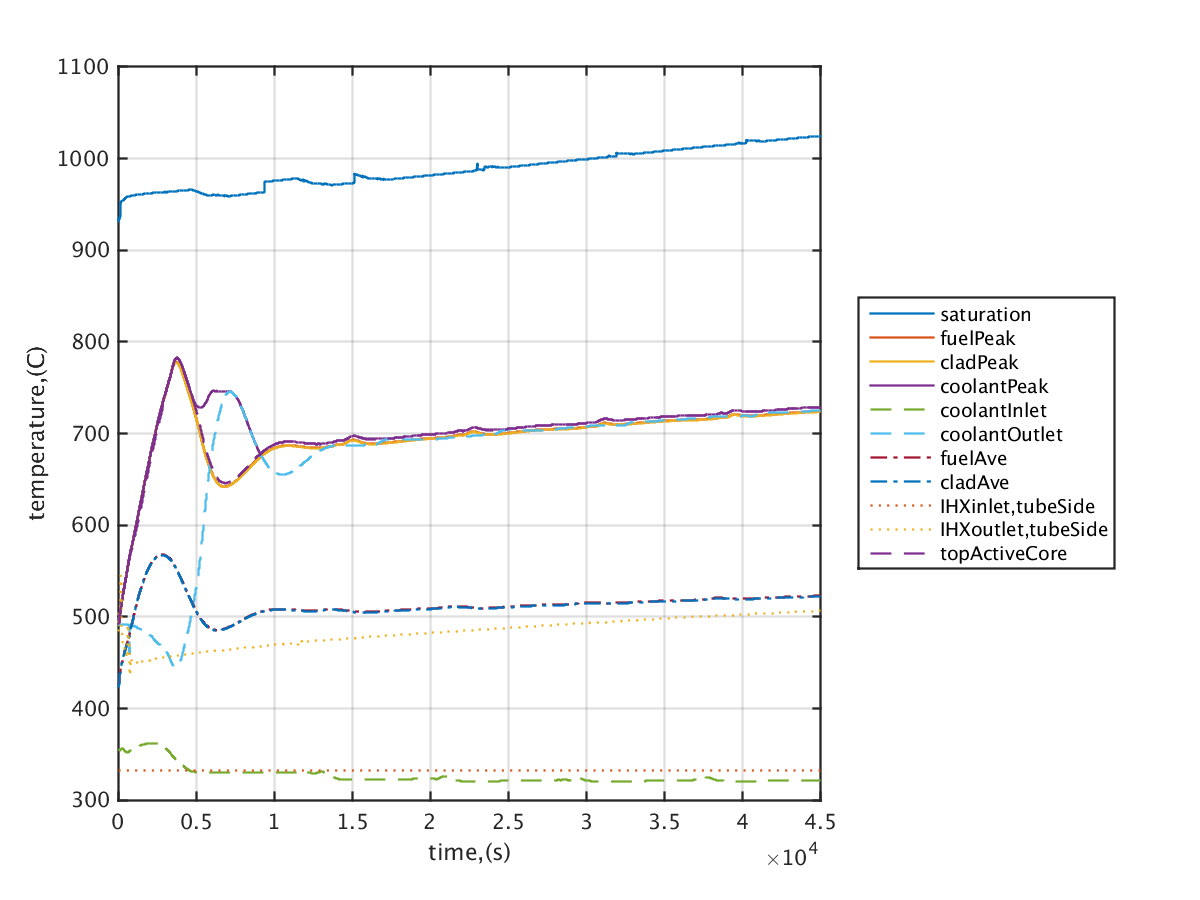 1100
1000
900
800
700
600
500
400
300
temperature,(C)
0 0.5 1 1.5 2 2.5 3 3.5 4 4.5
time,(s)
×10⁴
saturation
fuelPeak
cladPeak
coolantPeak
coolantInlet
coolantOutlet
fuelAve
cladAve
IHXinlet,tubeSide
IHXoutlet,tubeSide
topActiveCore